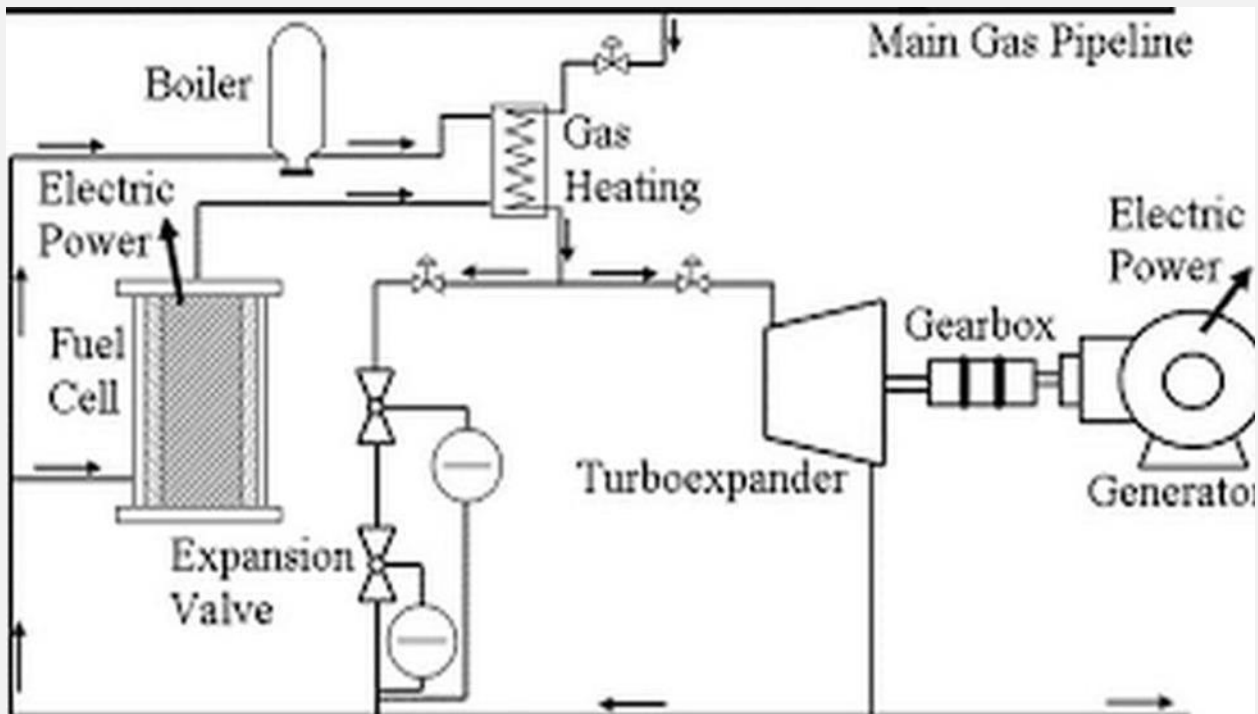 Main Gas Pipeline
Boiler
Gas
Heating
Electric
Power
Electric
Power
Fuel
Cell
Gearbox
Turboexpander
Generator
Expansion
Valve